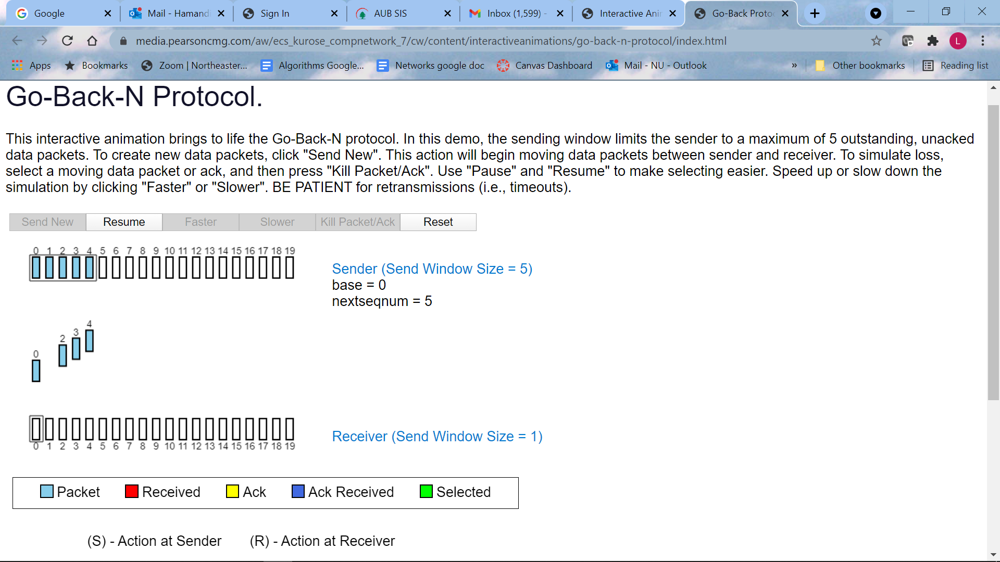 Google
Mail - Hamandi
Sign In
AUB SIS
Inbox (1,599) -
Interactive Ani
Go-Back Proto
media.pearsoncmg.com/aw/ecs_kurose_compnetwork_7/cw/content/interactiveanimations/go-back-n-protocol/index.html
L
Apps
Bookmarks
Zoom | Northeaster...
Algorithms Google...
Networks google doc
Canvas Dashboard
Mail - NU - Outlook
»
Other bookmarks
Reading list
Go-Back-N Protocol.
This interactive animation brings to life the Go-Back-N protocol. In this demo, the sending window limits the sender to a maximum of 5 outstanding, unacked
data packets. To create new data packets, click "Send New". This action will begin moving data packets between sender and receiver. To simulate loss,
select a moving data packet or ack, and then press "Kill Packet/Ack". Use "Pause" and "Resume" to make selecting easier. Speed up or slow down the
simulation by clicking "Faster" or "Slower". BE PATIENT for retransmissions (i.e., timeouts).
Send New Resume Faster Slower Kill Packet/Ack Reset
0 1 2 3 4 5 6 7 8 9 10 11 12 13 14 15 16 17 18 19
Sender (Send Window Size = 5)
base = 0
nextseqnum = 5
4
3
2
0
Receiver (Send Window Size = 1)
0 1 2 3 4 5 6 7 8 9 10 11 12 13 14 15 16 17 18 19
Packet Received Ack Ack Received Selected
(S) - Action at Sender (R) - Action at Receiver